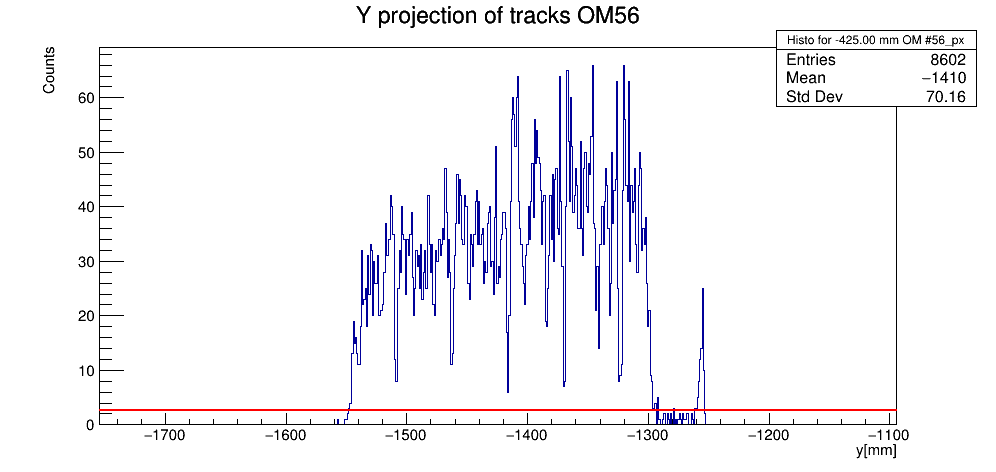 Y projection of tracks OM56
Histo for -425.00 mm OM #56_px
Entries 8602
Mean −1410
Std Dev 70.16
Counts
60
50
40
30
20
10
0
−1700 −1600 −1500 −1400 −1300 −1200 −1100
y[mm]